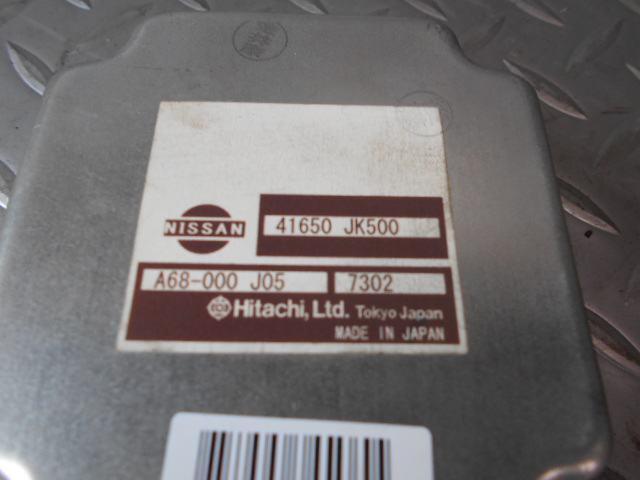 NISSAN 41650 JK500
A68-000 J05 7302
Hitachi, Ltd. Tokyo Japan
MADE IN JAPAN